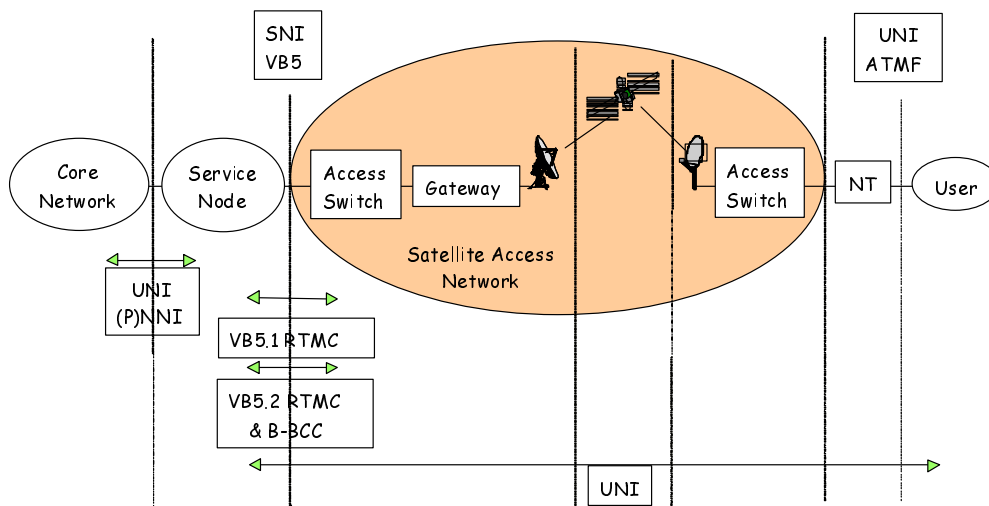 SNI
VB5
UNI
ATMF
Core
Network
Service
Node
Access
Switch
Gateway
Access
Switch
NT
User
Satellite Access
Network
UNI
(P)NNI
VB5.1 RTMC
VB5.2 RTMC
& B-BCC
UNI